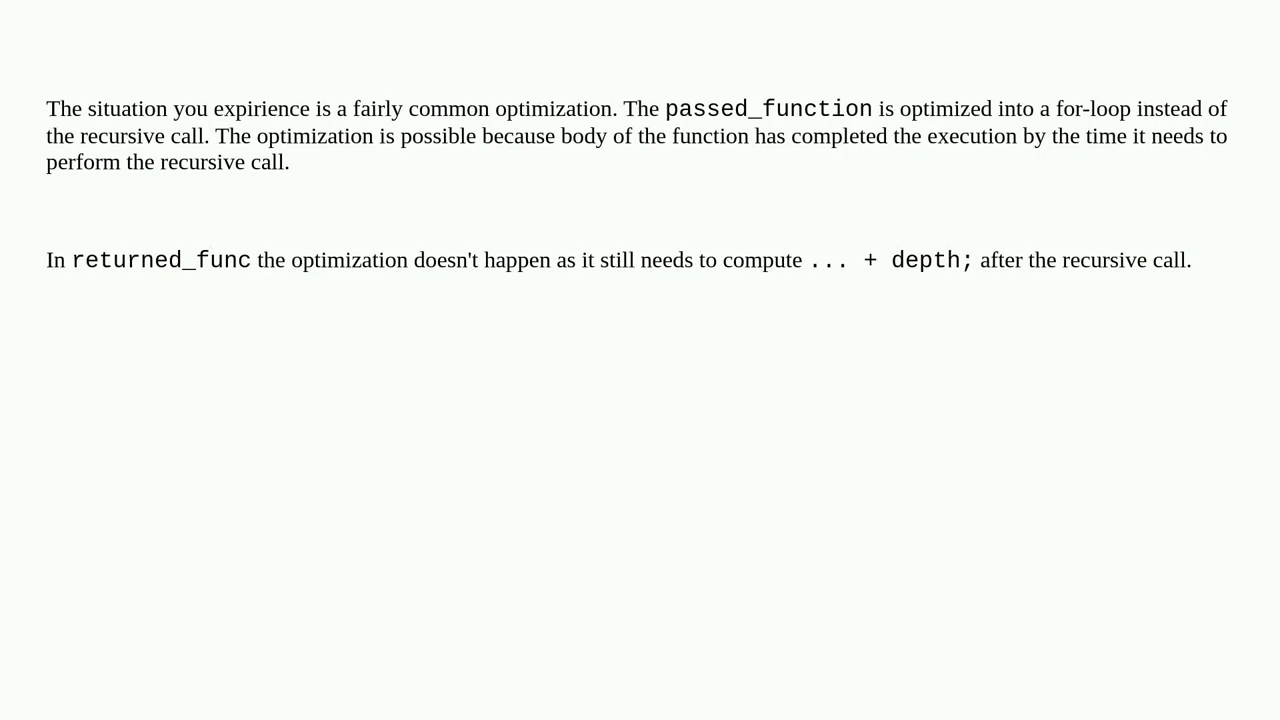 The situation you expirience is a fairly common optimization. The passed_function is optimized into a for-loop instead of
the recursive call. The optimization is possible because body of the function has completed the execution by the time it needs to
perform the recursive call.
In returned_func the optimization doesn't happen as it still needs to compute ... + depth; after the recursive call.